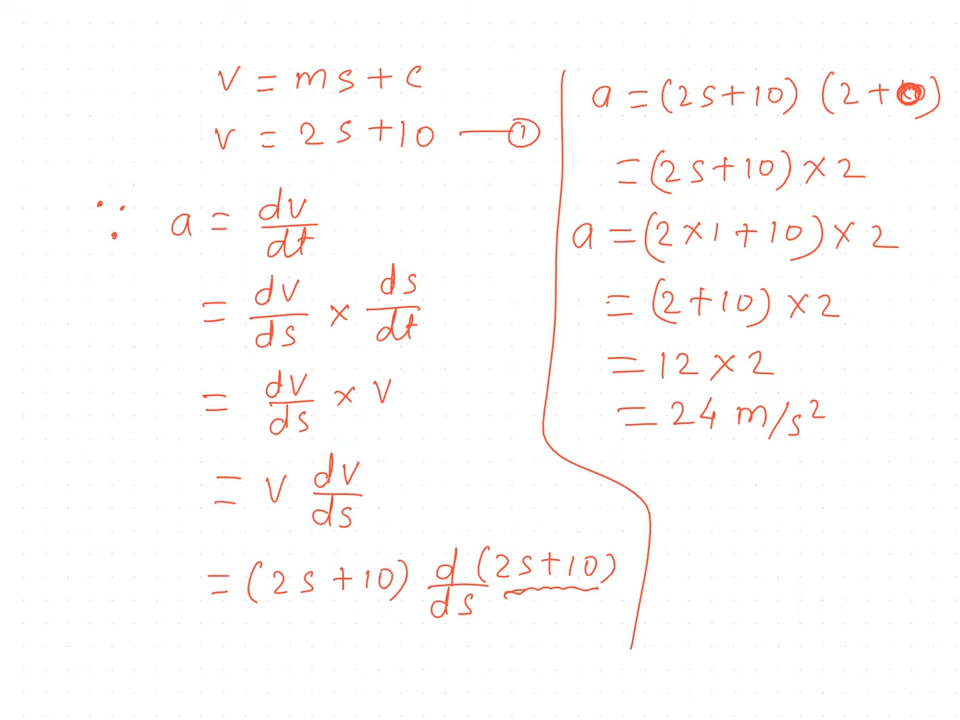 v = ms + c
v = 2s + 10 —— ①
∵ a = dv/dt
= dv/ds × ds/dt
= dv/ds × v
= v dv/ds
= (2s + 10) d/ds (2s + 10)
a = (2s + 10) (2 + 0)
= (2s + 10) × 2
a = (2 × 1 + 10) × 2
= (2 + 10) × 2
= 12 × 2
= 24 m/s²